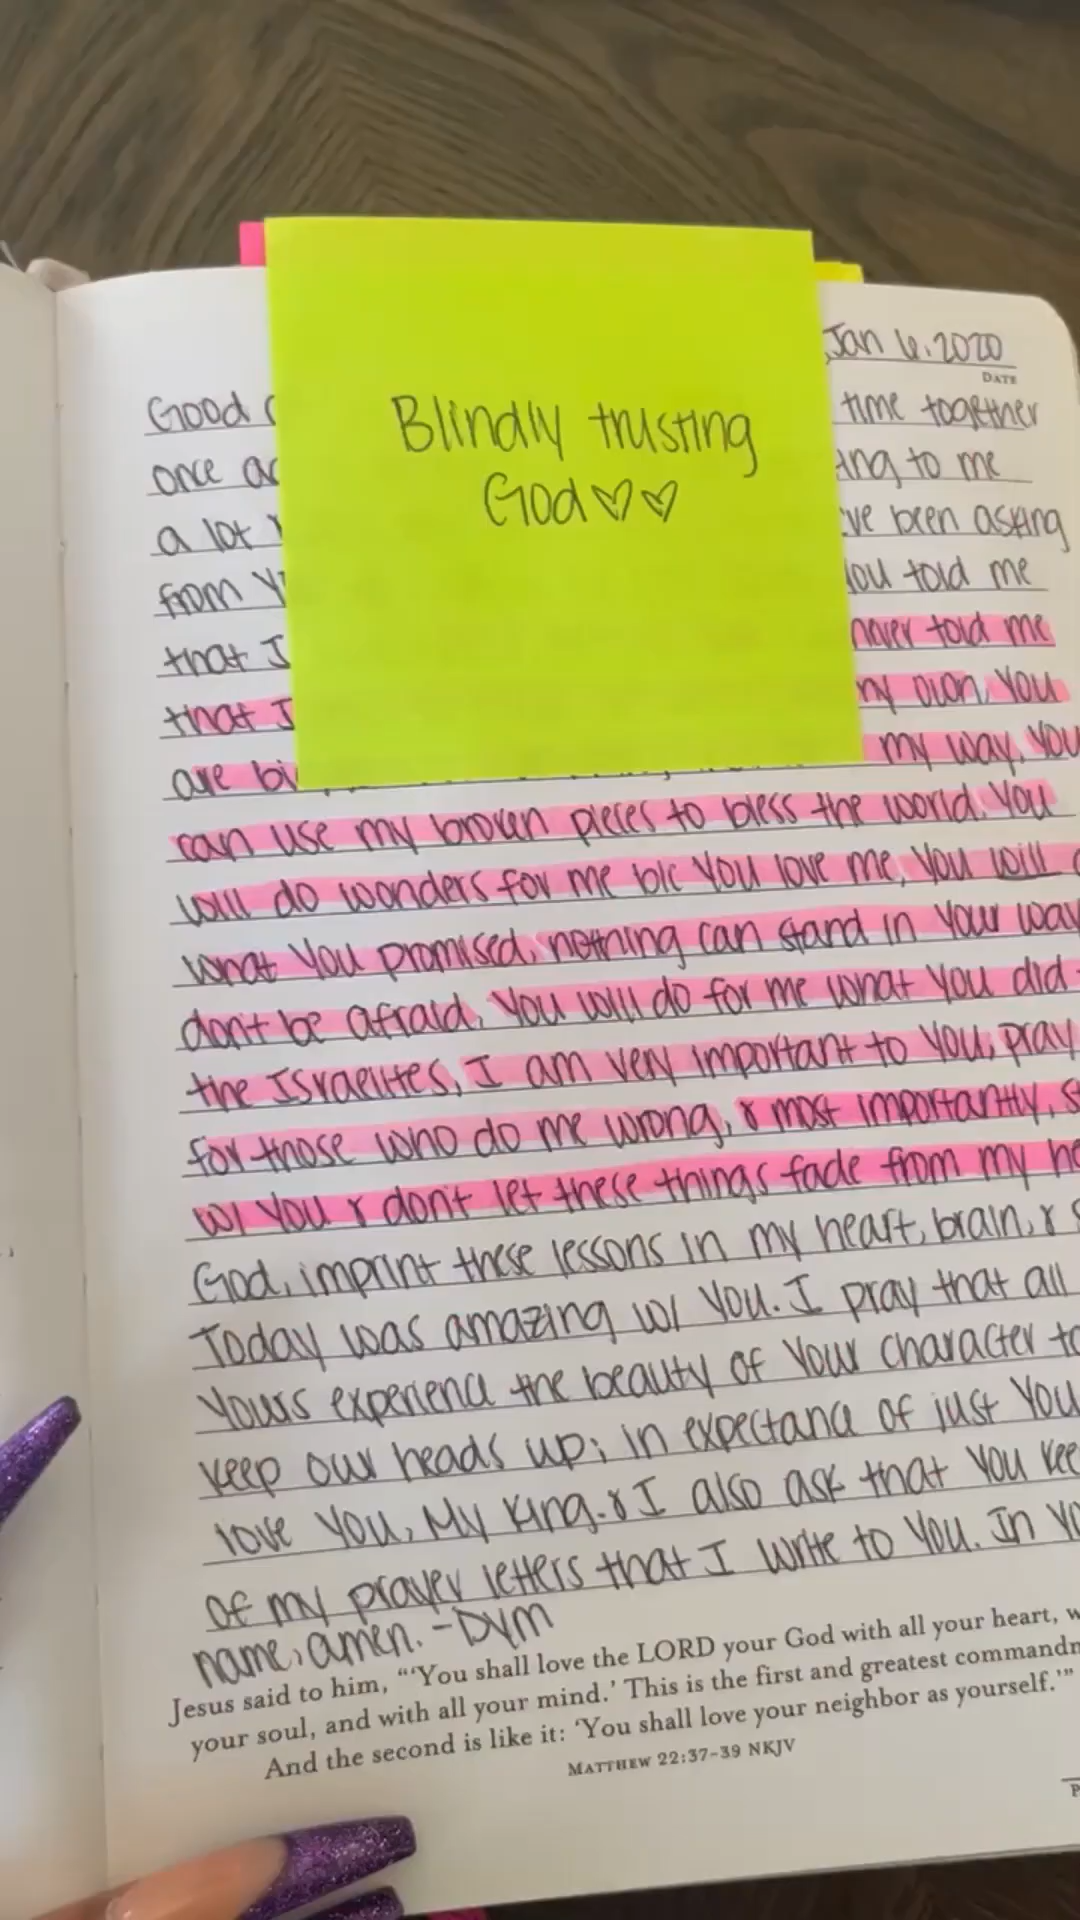 Jan 6. 2020
DATE
Blindly trusting
God♡♡
Good
time together
once
ing to me
a lot
've been asking
from
You told me
that I
never told me
that I
my own, You
are
my way, You
can use my broken pieces to bless the world. You
will do wonders for me b/c You love me, You will
what You promised, nothing can stand in Your way
don't be afraid, You will do for me what You did
the Israelites, I am very important to You, pray
for those who do me wrong, & most importantly,
w/ You & don't let these things fade from my
God, imprint these lessons in my heart, brain, &
Today was amazing w/ You. I pray that all
Yours experience the beauty of Your character
keep our heads up; in expectance of just You
love You, My King. & I also ask that You
of my prayer letters that I write to You. In
name, amen. -Dym
Jesus said to him, “‘You shall love the LORD your God with all your heart,
your soul, and with all your mind.’ This is the first and greatest
And the second is like it: ‘You shall love your neighbor as yourself.’”
MATTHEW 22:37–39 NKJV